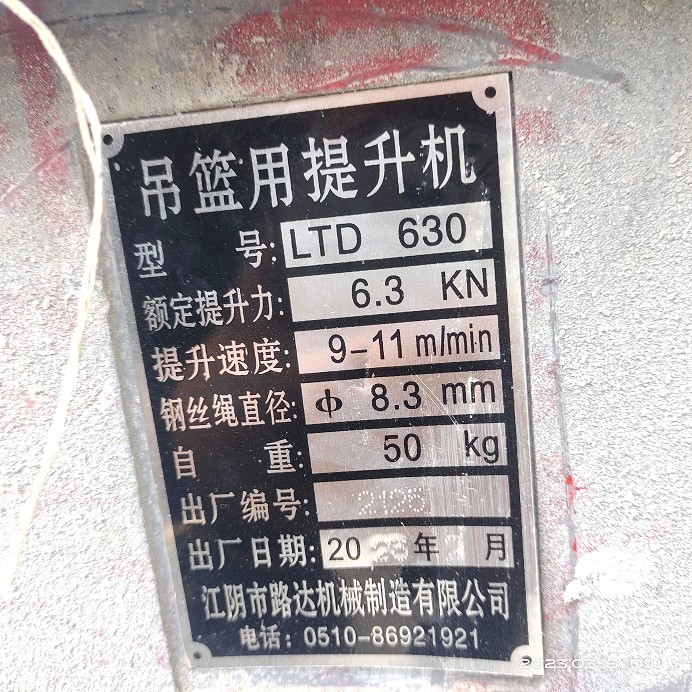 吊篮用提升机
型 号: LTD 630
额定提升力: 6.3 KN
提升速度: 9-11 m/min
钢丝绳直径: ф 8.3 mm
自 重: 50 kg
出厂编号:
出厂日期: 20 年 月
江阴市路达机械制造有限公司
电话: 0510-86921921